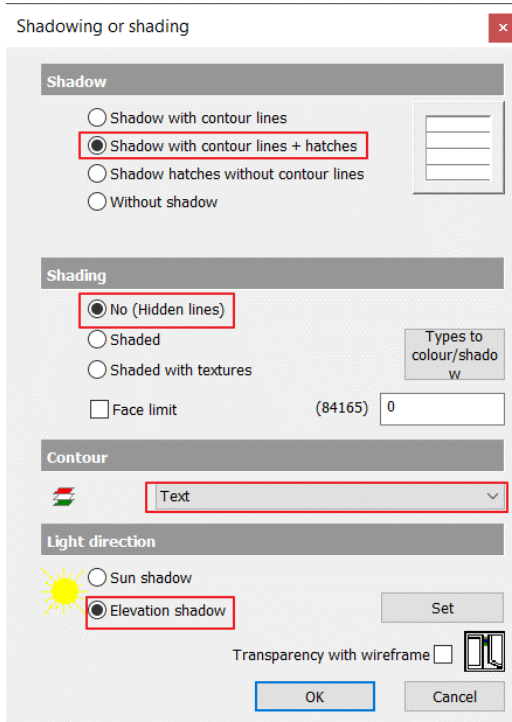 Shadowing or shading
x
Shadow
Shadow with contour lines
Shadow with contour lines + hatches
Shadow hatches without contour lines
Without shadow
Shading
No (Hidden lines)
Shaded
Shaded with textures
Types to
colour/shado
w
Face limit (84165) 0
Contour
Text
Light direction
Sun shadow
Elevation shadow
Set
Transparency with wireframe
OK Cancel